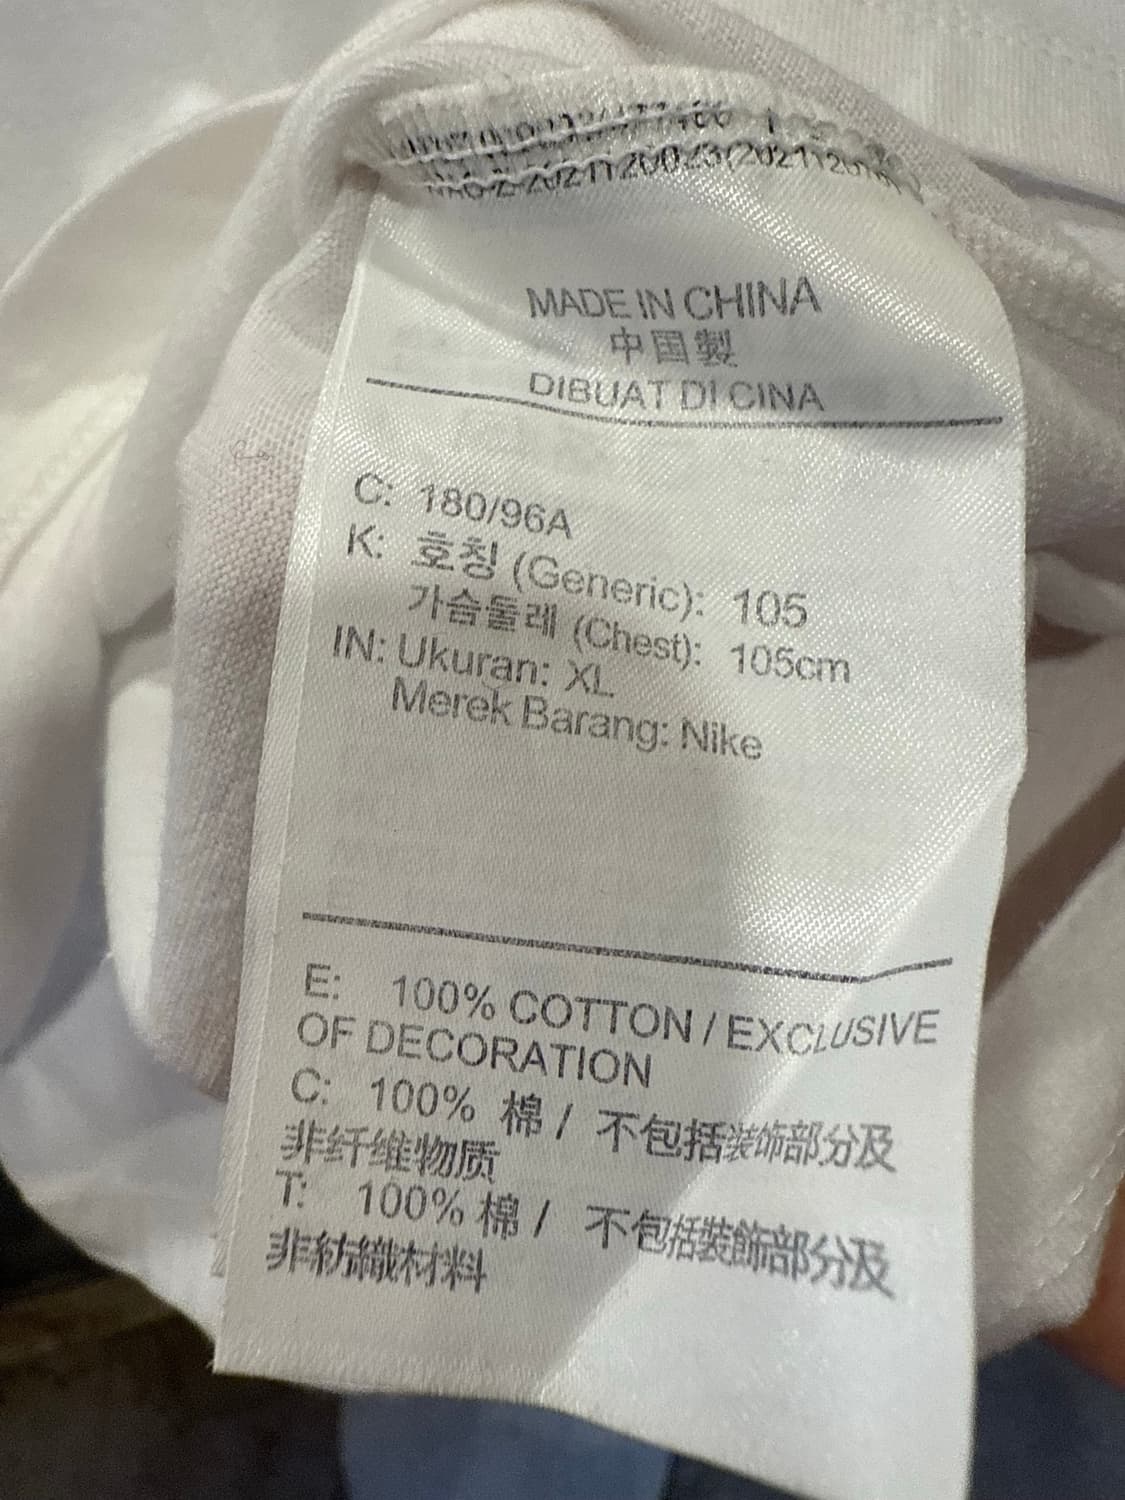 MADE IN CHINA
中国製
DIBUAT DI CINA
C: 180/96A
K: 호칭 (Generic): 105
가슴둘레 (Chest): 105cm
IN: Ukuran: XL
Merek Barang: Nike
E: 100% COTTON / EXCLUSIVE
OF DECORATION
C: 100% 棉 / 不包括装饰部分及
非纤维物质
T: 100% 棉 / 不包括裝飾部分及
非紡織材料